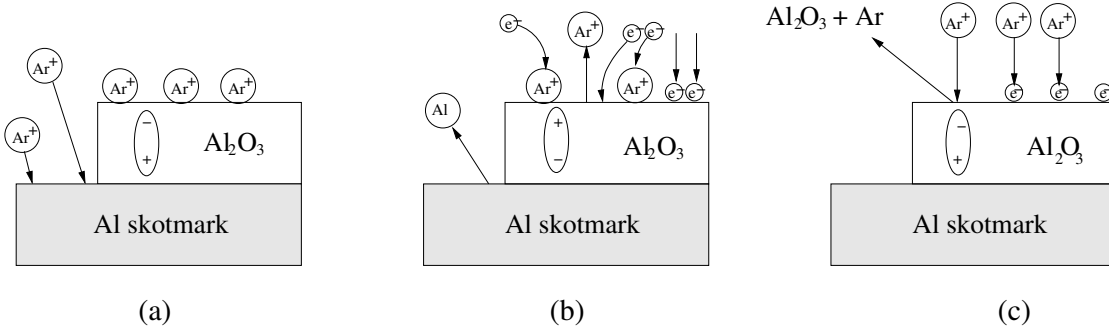 Ar⁺ Ar⁺ Ar⁺ Ar⁺ Ar⁺
− +
Al₂O₃
Al skotmark
(a)
e⁻ Ar⁺ e⁻ e⁻
Ar⁺ Ar⁺ e⁻ e⁻
Al
+ −
Al₂O₃
Al skotmark
(b)
Al₂O₃ + Ar
Ar⁺ Ar⁺ Ar⁺
e⁻ e⁻ e⁻
− +
Al₂O₃
Al skotmark
(c)